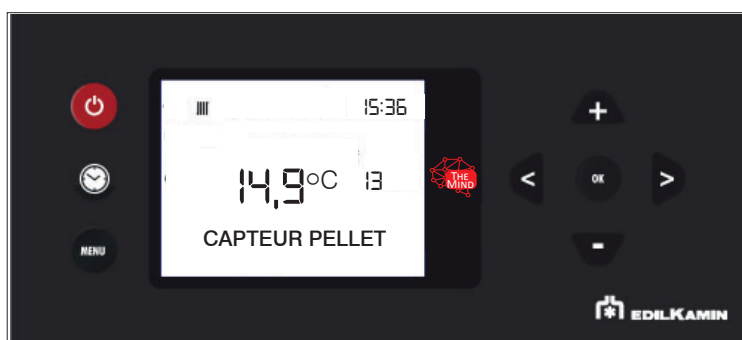 15:36
14,9°C 13
CAPTEUR PELLET
THE
MIND
MENU
+
< OK >
-
EDILKAMIN